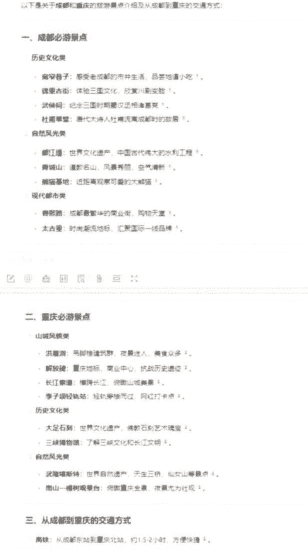 以下是关于成都和重庆的旅游景点介绍及从成都到重庆的交通方式：
一、成都必游景点
历史文化类
宽窄巷子：感受老成都的市井生活，品尝地道小吃
锦里古街：体验三国文化，欣赏川剧变脸
武侯祠：纪念三国时期蜀汉丞相诸葛亮
杜甫草堂：唐代大诗人杜甫流寓成都时的故居
自然风光类
都江堰：世界文化遗产，中国古代伟大的水利工程
青城山：道教名山，风景秀丽，空气清新
熊猫基地：近距离观察可爱的大熊猫
现代都市类
春熙路：成都最繁华的商业街，购物天堂
太古里：时尚潮流地标，汇聚国际一线品牌
二、重庆必游景点
山城风貌类
洪崖洞：吊脚楼建筑群，夜景迷人，美食众多
解放碑：重庆地标，商业中心，抗战历史遗迹
长江索道：横跨长江，俯瞰山城美景
李子坝轻轨站：轻轨穿楼而过，网红打卡点
历史文化类
大足石刻：世界文化遗产，佛教石刻艺术瑰宝
三峡博物馆：了解三峡文化和长江文明
自然风光类
武隆喀斯特：世界自然遗产，天生三桥、仙女山等景点
南山一棵树观景台：俯瞰重庆全景，夜景尤为壮观
三、从成都到重庆的交通方式
高铁：从成都东站到重庆北站，约1.5-2小时，方便快捷